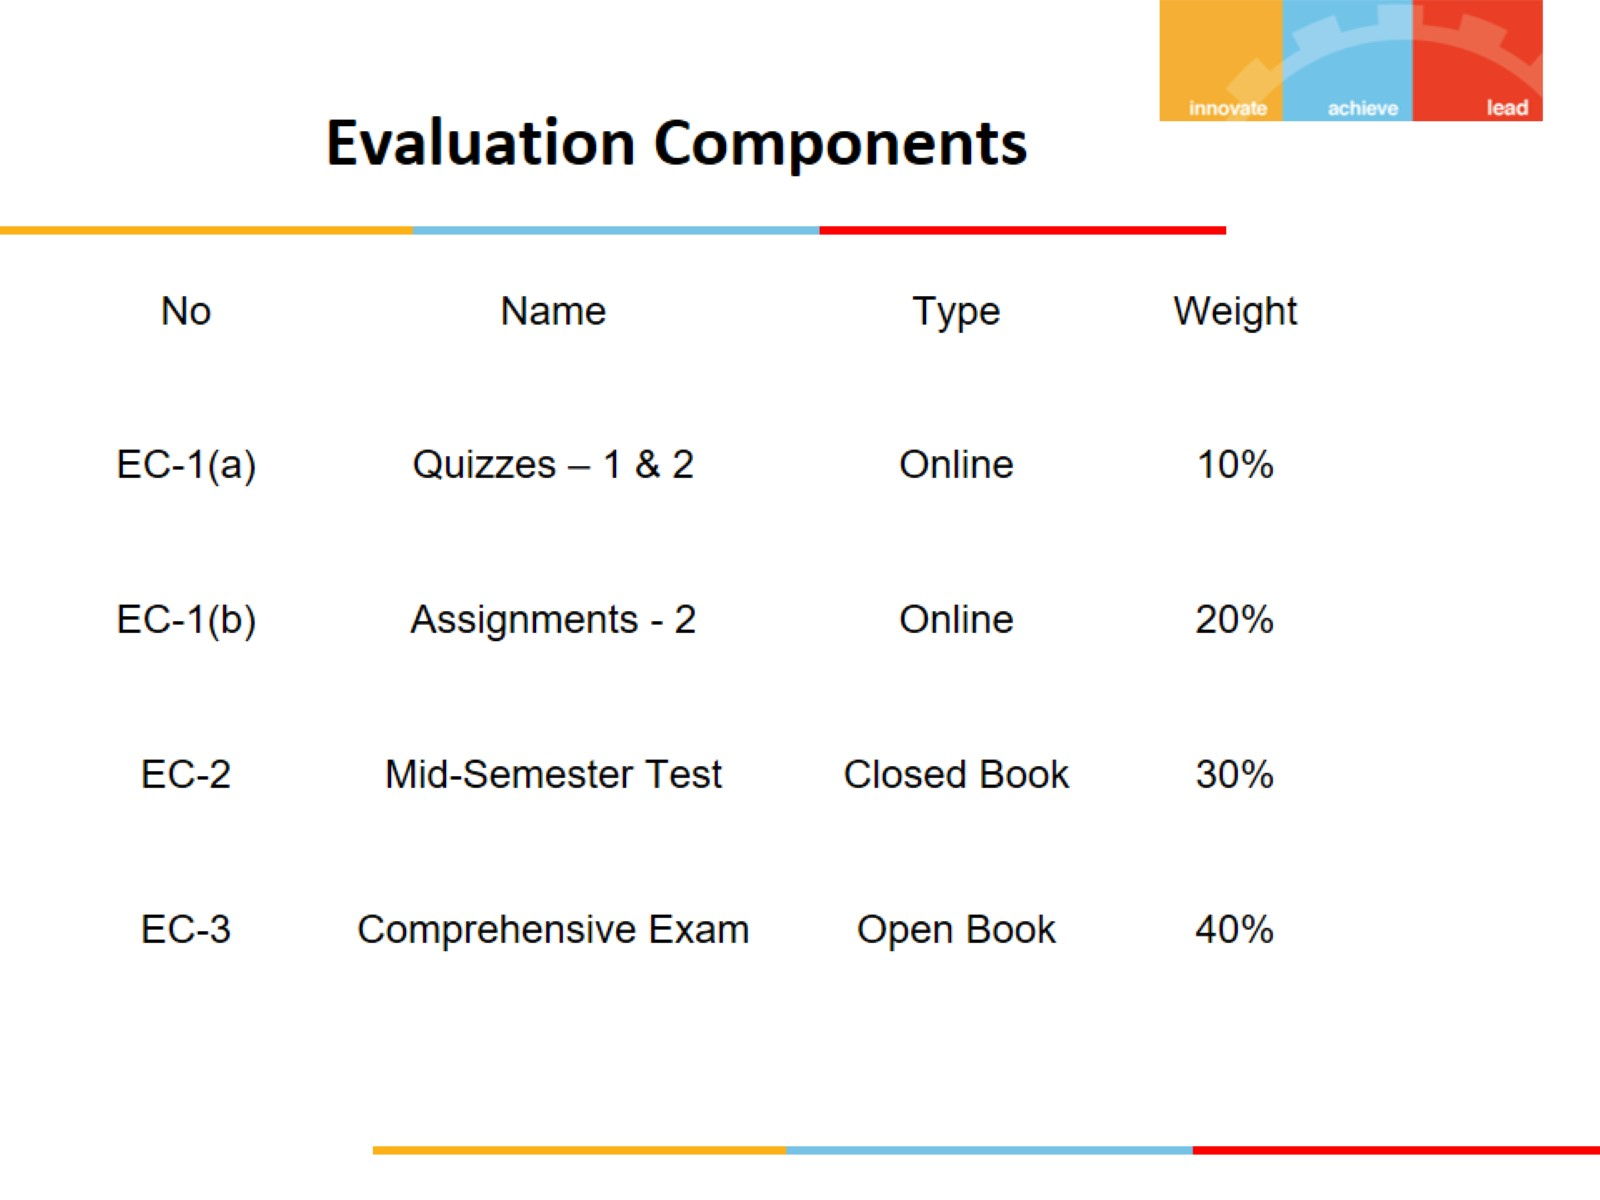 innovate achieve lead
Evaluation Components
No Name Type Weight
EC-1(a) Quizzes – 1 & 2 Online 10%
EC-1(b) Assignments - 2 Online 20%
EC-2 Mid-Semester Test Closed Book 30%
EC-3 Comprehensive Exam Open Book 40%